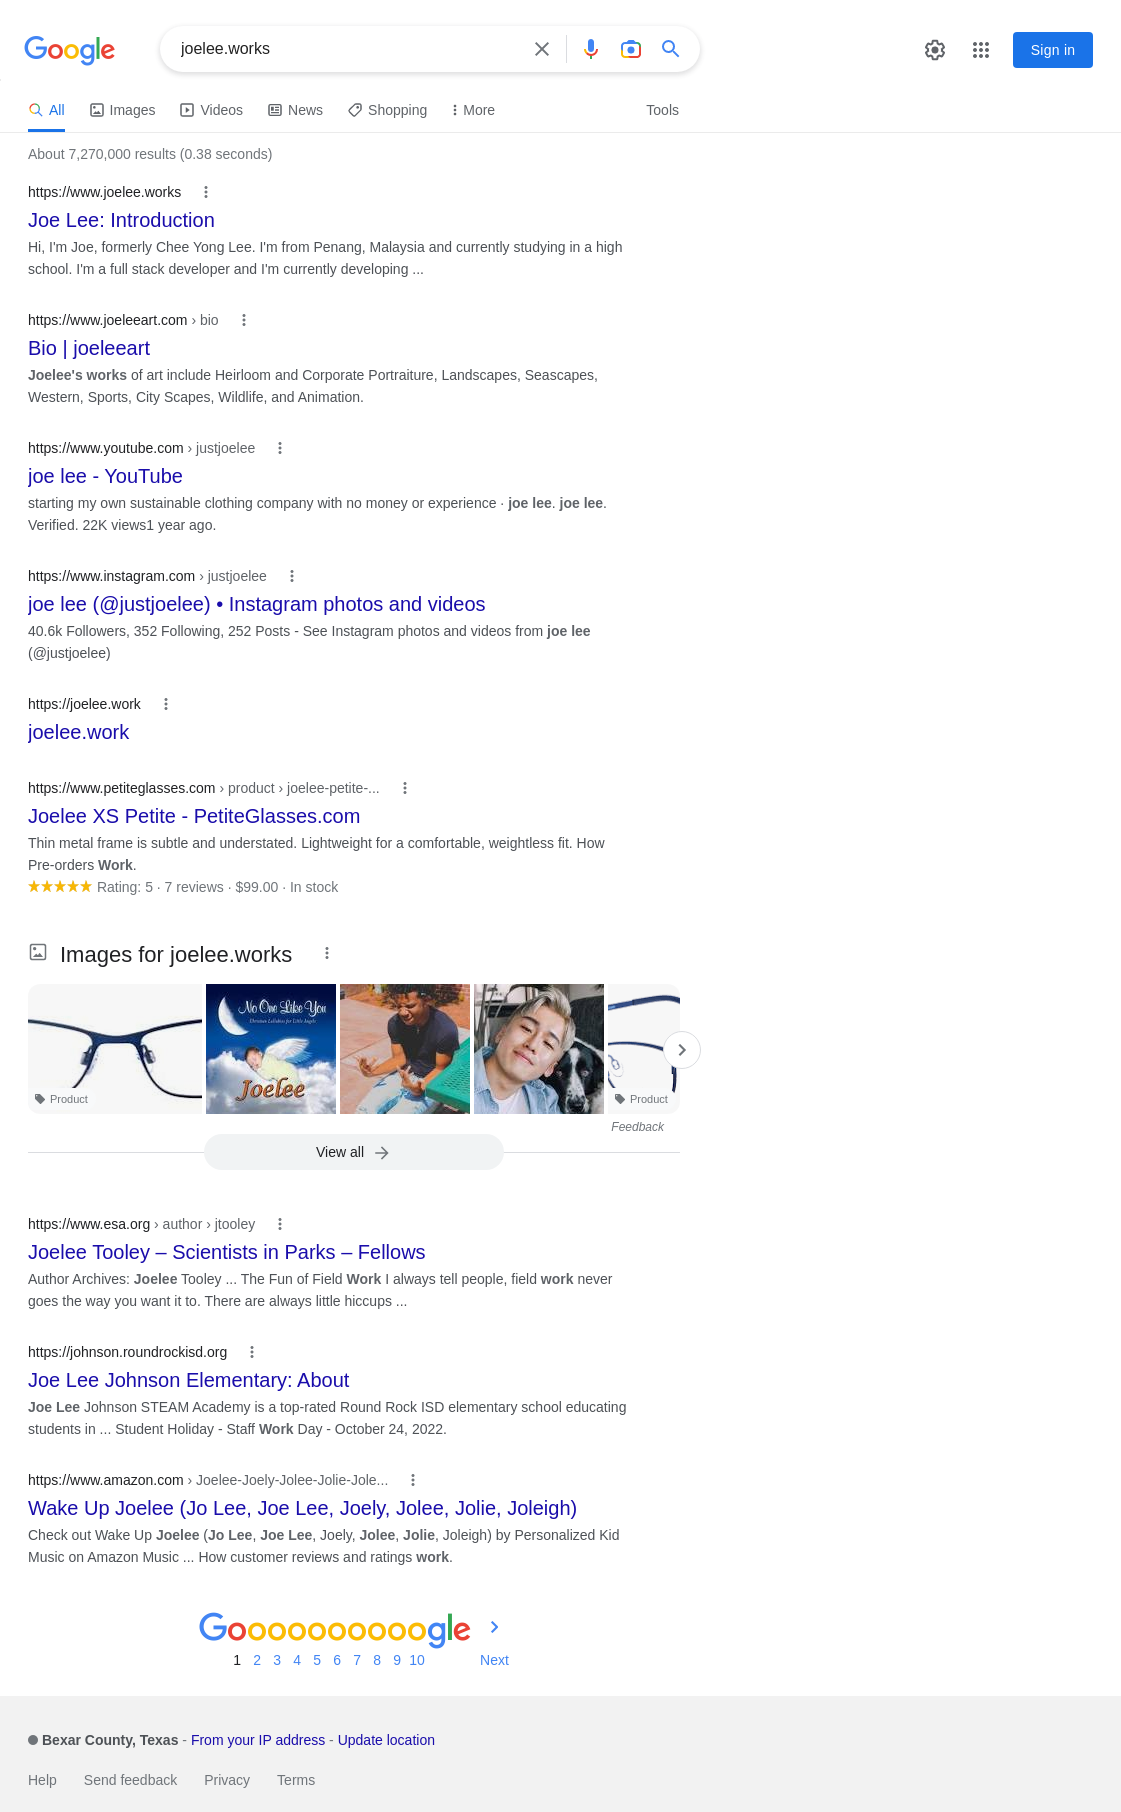 Google
joelee.works
Sign in
All
Images
Videos
News
Shopping
More
Tools
About 7,270,000 results (0.38 seconds)
https://www.joelee.works
Joe Lee: Introduction
Hi, I'm Joe, formerly Chee Yong Lee. I'm from Penang, Malaysia and currently studying in a high
school. I'm a full stack developer and I'm currently developing ...
https://www.joeleeart.com › bio
Bio | joeleeart
Joelee's works of art include Heirloom and Corporate Portraiture, Landscapes, Seascapes,
Western, Sports, City Scapes, Wildlife, and Animation.
https://www.youtube.com › justjoelee
joe lee - YouTube
starting my own sustainable clothing company with no money or experience · joe lee. joe lee.
Verified. 22K views1 year ago.
https://www.instagram.com › justjoelee
joe lee (@justjoelee) • Instagram photos and videos
40.6k Followers, 352 Following, 252 Posts - See Instagram photos and videos from joe lee
(@justjoelee)
https://joelee.work
joelee.work
https://www.petiteglasses.com › product › joelee-petite-...
Joelee XS Petite - PetiteGlasses.com
Thin metal frame is subtle and understated. Lightweight for a comfortable, weightless fit. How
Pre-orders Work.
Rating: 5 · 7 reviews · $99.00 · In stock
Images for joelee.works
No One Like You
Christian Lullabies for Little Angels
Joelee
Product
Product
Feedback
View all
https://www.esa.org › author › jtooley
Joelee Tooley – Scientists in Parks – Fellows
Author Archives: Joelee Tooley ... The Fun of Field Work I always tell people, field work never
goes the way you want it to. There are always little hiccups ...
https://johnson.roundrockisd.org
Joe Lee Johnson Elementary: About
Joe Lee Johnson STEAM Academy is a top-rated Round Rock ISD elementary school educating
students in ... Student Holiday - Staff Work Day - October 24, 2022.
https://www.amazon.com › Joelee-Joely-Jolee-Jolie-Jole...
Wake Up Joelee (Jo Lee, Joe Lee, Joely, Jolee, Jolie, Joleigh)
Check out Wake Up Joelee (Jo Lee, Joe Lee, Joely, Jolee, Jolie, Joleigh) by Personalized Kid
Music on Amazon Music ... How customer reviews and ratings work.
Goooooooooogle
1 2 3 4 5 6 7 8 9 10 Next
Bexar County, Texas - From your IP address - Update location
Help Send feedback Privacy Terms